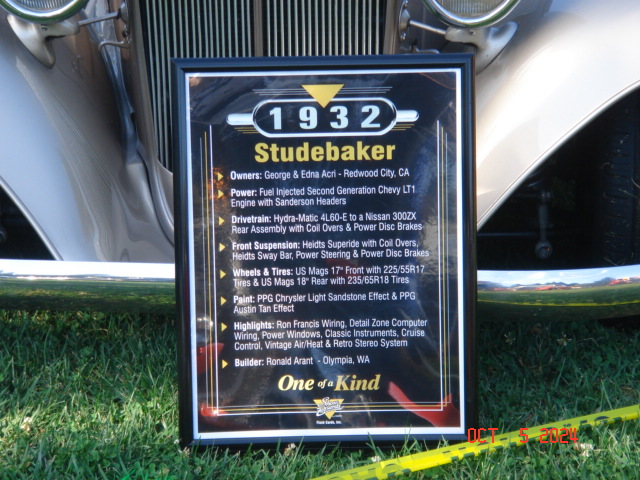 1932
Studebaker
Owners: George & Edna Acri - Redwood City, CA
Power: Fuel Injected Second Generation Chevy LT1
Engine with Sanderson Headers
Drivetrain: Hydra-Matic 4L60-E to a Nissan 300ZX
Rear Assembly with Coil Overs & Power Disc Brakes
Front Suspension: Heidts Superide with Coil Overs,
Heidts Sway Bar, Power Steering & Power Disc Brakes
Wheels & Tires: US Mags 17" Front with 225/55R17
Tires & US Mags 18" Rear with 235/65R18 Tires
Paint: PPG Chrysler Light Sandstone Effect & PPG
Austin Tan Effect
Highlights: Ron Francis Wiring, Detail Zone Computer
Wiring, Power Windows, Classic Instruments, Cruise
Control, Vintage Air/Heat & Retro Stereo System
Builder: Ronald Arant - Olympia, WA
One of a Kind
OCT 5 2024